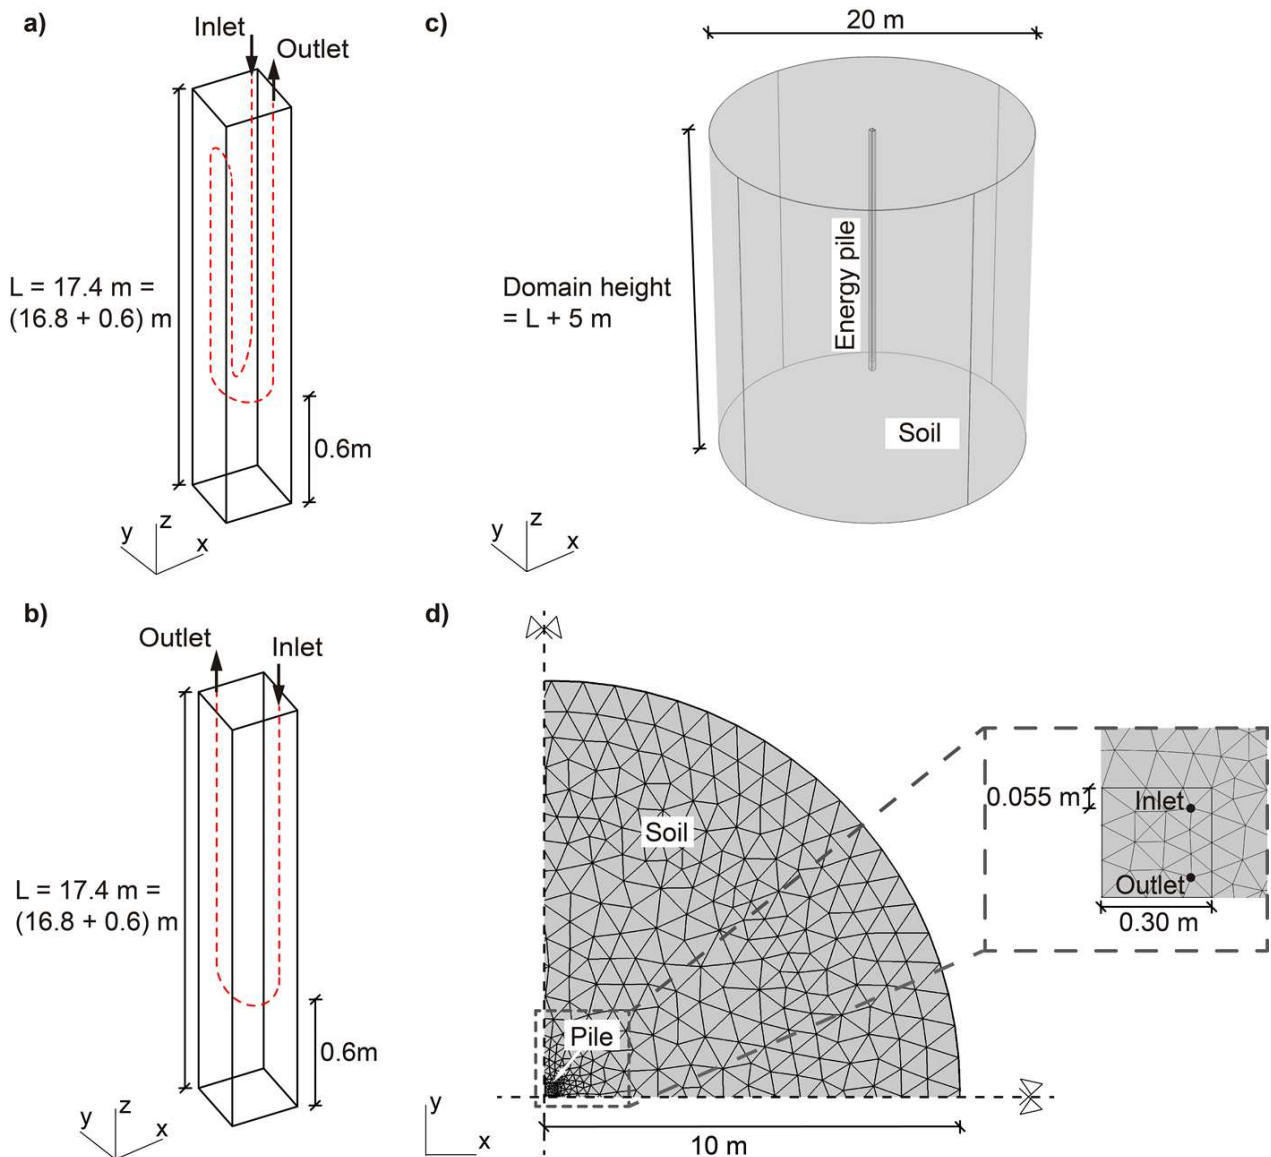 a)
Inlet
Outlet
L = 17.4 m =
(16.8 + 0.6) m
0.6m
y
z
x
c)
20 m
Domain height
= L + 5 m
Energy pile
Soil
y
z
x
b)
Outlet
Inlet
L = 17.4 m =
(16.8 + 0.6) m
0.6m
y
z
x
d)
Soil
Pile
0.055 m
Inlet
Outlet
0.30 m
y
x
10 m